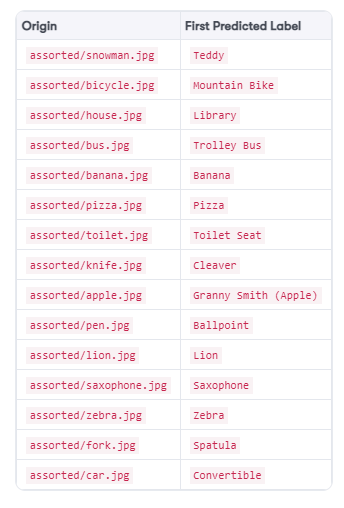 Origin First Predicted Label
assorted/snowman.jpg Teddy
assorted/bicycle.jpg Mountain Bike
assorted/house.jpg Library
assorted/bus.jpg Trolley Bus
assorted/banana.jpg Banana
assorted/pizza.jpg Pizza
assorted/toilet.jpg Toilet Seat
assorted/knife.jpg Cleaver
assorted/apple.jpg Granny Smith (Apple)
assorted/pen.jpg Ballpoint
assorted/lion.jpg Lion
assorted/saxophone.jpg Saxophone
assorted/zebra.jpg Zebra
assorted/fork.jpg Spatula
assorted/car.jpg Convertible